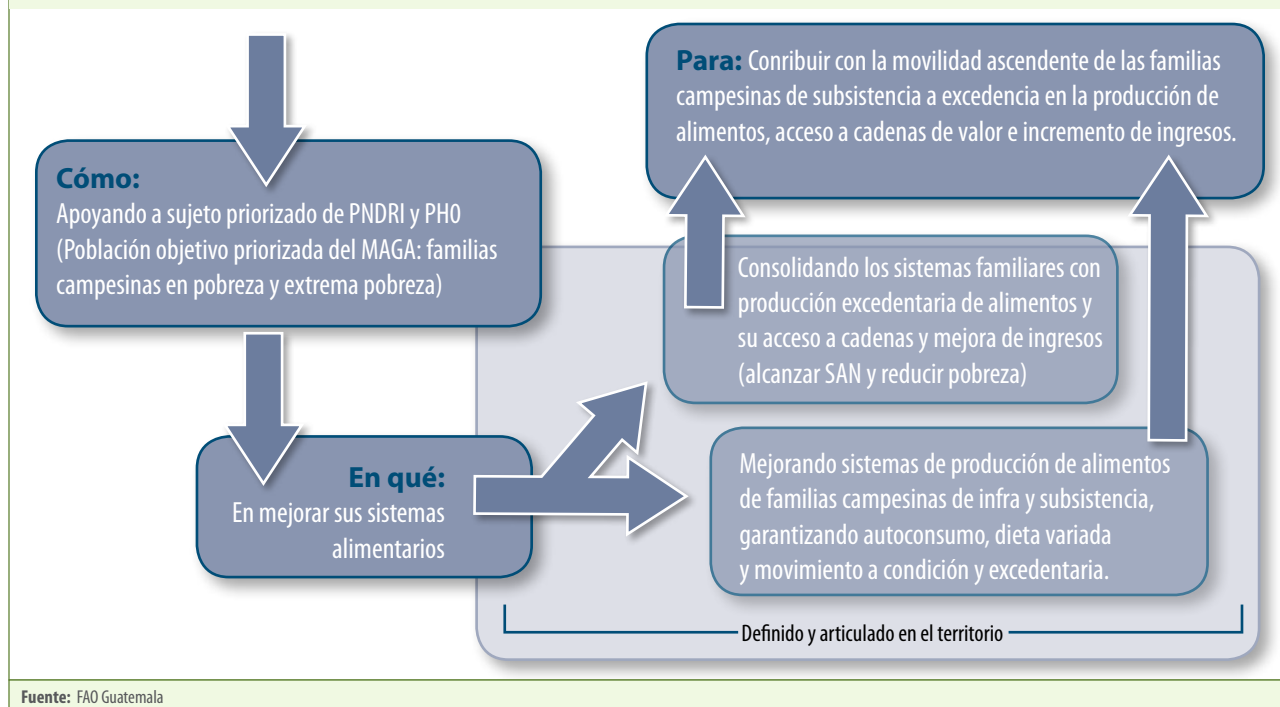 Cómo:
Apoyando a sujeto priorizado de PNDRI y PH0
(Población objetivo priorizada del MAGA: familias
campesinas en pobreza y extrema pobreza)
En qué:
En mejorar sus sistemas
alimentarios
Para: Conribuir con la movilidad ascendente de las familias
campesinas de subsistencia a excedencia en la producción de
alimentos, acceso a cadenas de valor e incremento de ingresos.
Consolidando los sistemas familiares con
producción excedentaria de alimentos y
su acceso a cadenas y mejora de ingresos
(alcanzar SAN y reducir pobreza)
Mejorando sistemas de producción de alimentos
de familias campesinas de infra y subsistencia,
garantizando autoconsumo, dieta variada
y movimiento a condición y excedentaria.
Definido y articulado en el territorio
Fuente: FAO Guatemala